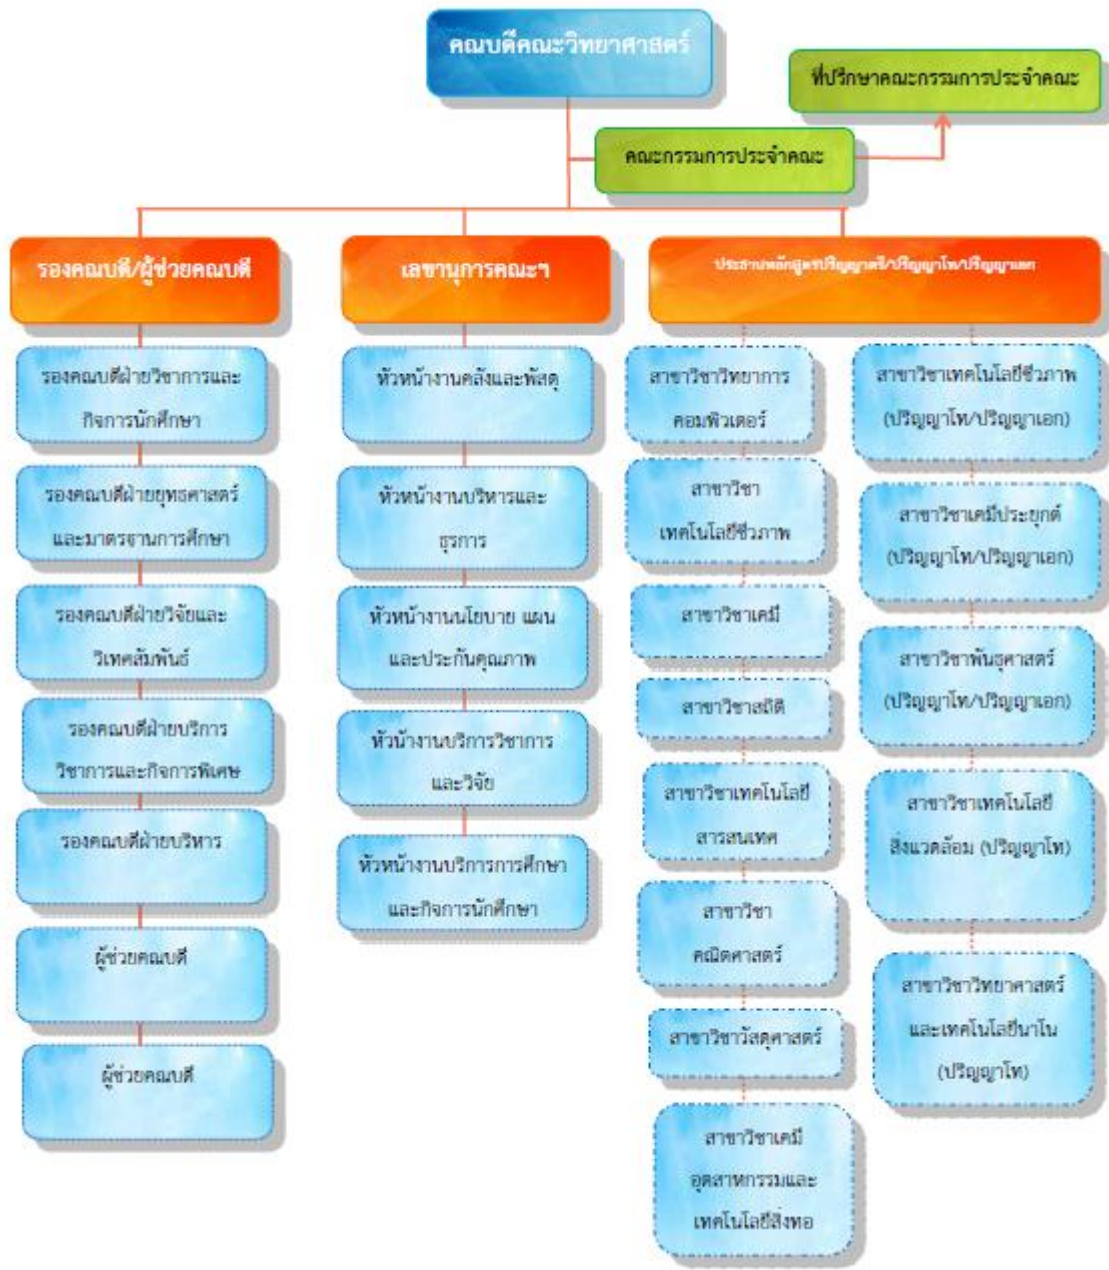 คณบดีคณะวิทยาศาสตร์
ที่ปรึกษาคณะกรรมการประจำคณะ
คณะกรรมการประจำคณะ
รองคณบดี/ผู้ช่วยคณบดี
รองคณบดีฝ่ายวิชาการและ
กิจการนักศึกษา
รองคณบดีฝ่ายยุทธศาสตร์
และมาตรฐานการศึกษา
รองคณบดีฝ่ายวิจัยและ
วิเทศสัมพันธ์
รองคณบดีฝ่ายบริการ
วิชาการและกิจการพิเศษ
รองคณบดีฝ่ายบริหาร
ผู้ช่วยคณบดี
ผู้ช่วยคณบดี
เลขานุการคณะฯ
หัวหน้างานคลังและพัสดุ
หัวหน้างานบริหารและ
ธุรการ
หัวหน้างานนโยบาย แผน
และประกันคุณภาพ
หัวน้างานบริการวิชาการ
และวิจัย
หัวหน้างานบริการการศึกษา
และกิจการนักศึกษา
ประธานหลักสูตรปริญญาตรี/ปริญญาโท/ปริญญาเอก
สาขาวิชาวิทยาการ
คอมพิวเตอร์
สาขาวิชา
เทคโนโลยีชีวภาพ
สาขาวิชาเคมี
สาขาวิชาสถิติ
สาขาวิชาเทคโนโลยี
สารสนเทศ
สาขาวิชา
คณิตศาสตร์
สาขาวิชาวัสดุศาสตร์
สาขาวิชาเคมี
อุตสาหกรรมและ
เทคโนโลยีสิ่งทอ
สาขาวิชาเทคโนโลยีชีวภาพ
(ปริญญาโท/ปริญญาเอก)
สาขาวิชาเคมีประยุกต์
(ปริญญาโท/ปริญญาเอก)
สาขาวิชาพันธุศาสตร์
(ปริญญาโท/ปริญญาเอก)
สาขาวิชาเทคโนโลยี
สิ่งแวดล้อม (ปริญญาโท)
สาขาวิชาวิทยาศาสตร์
และเทคโนโลยีนาโน
(ปริญญาโท)